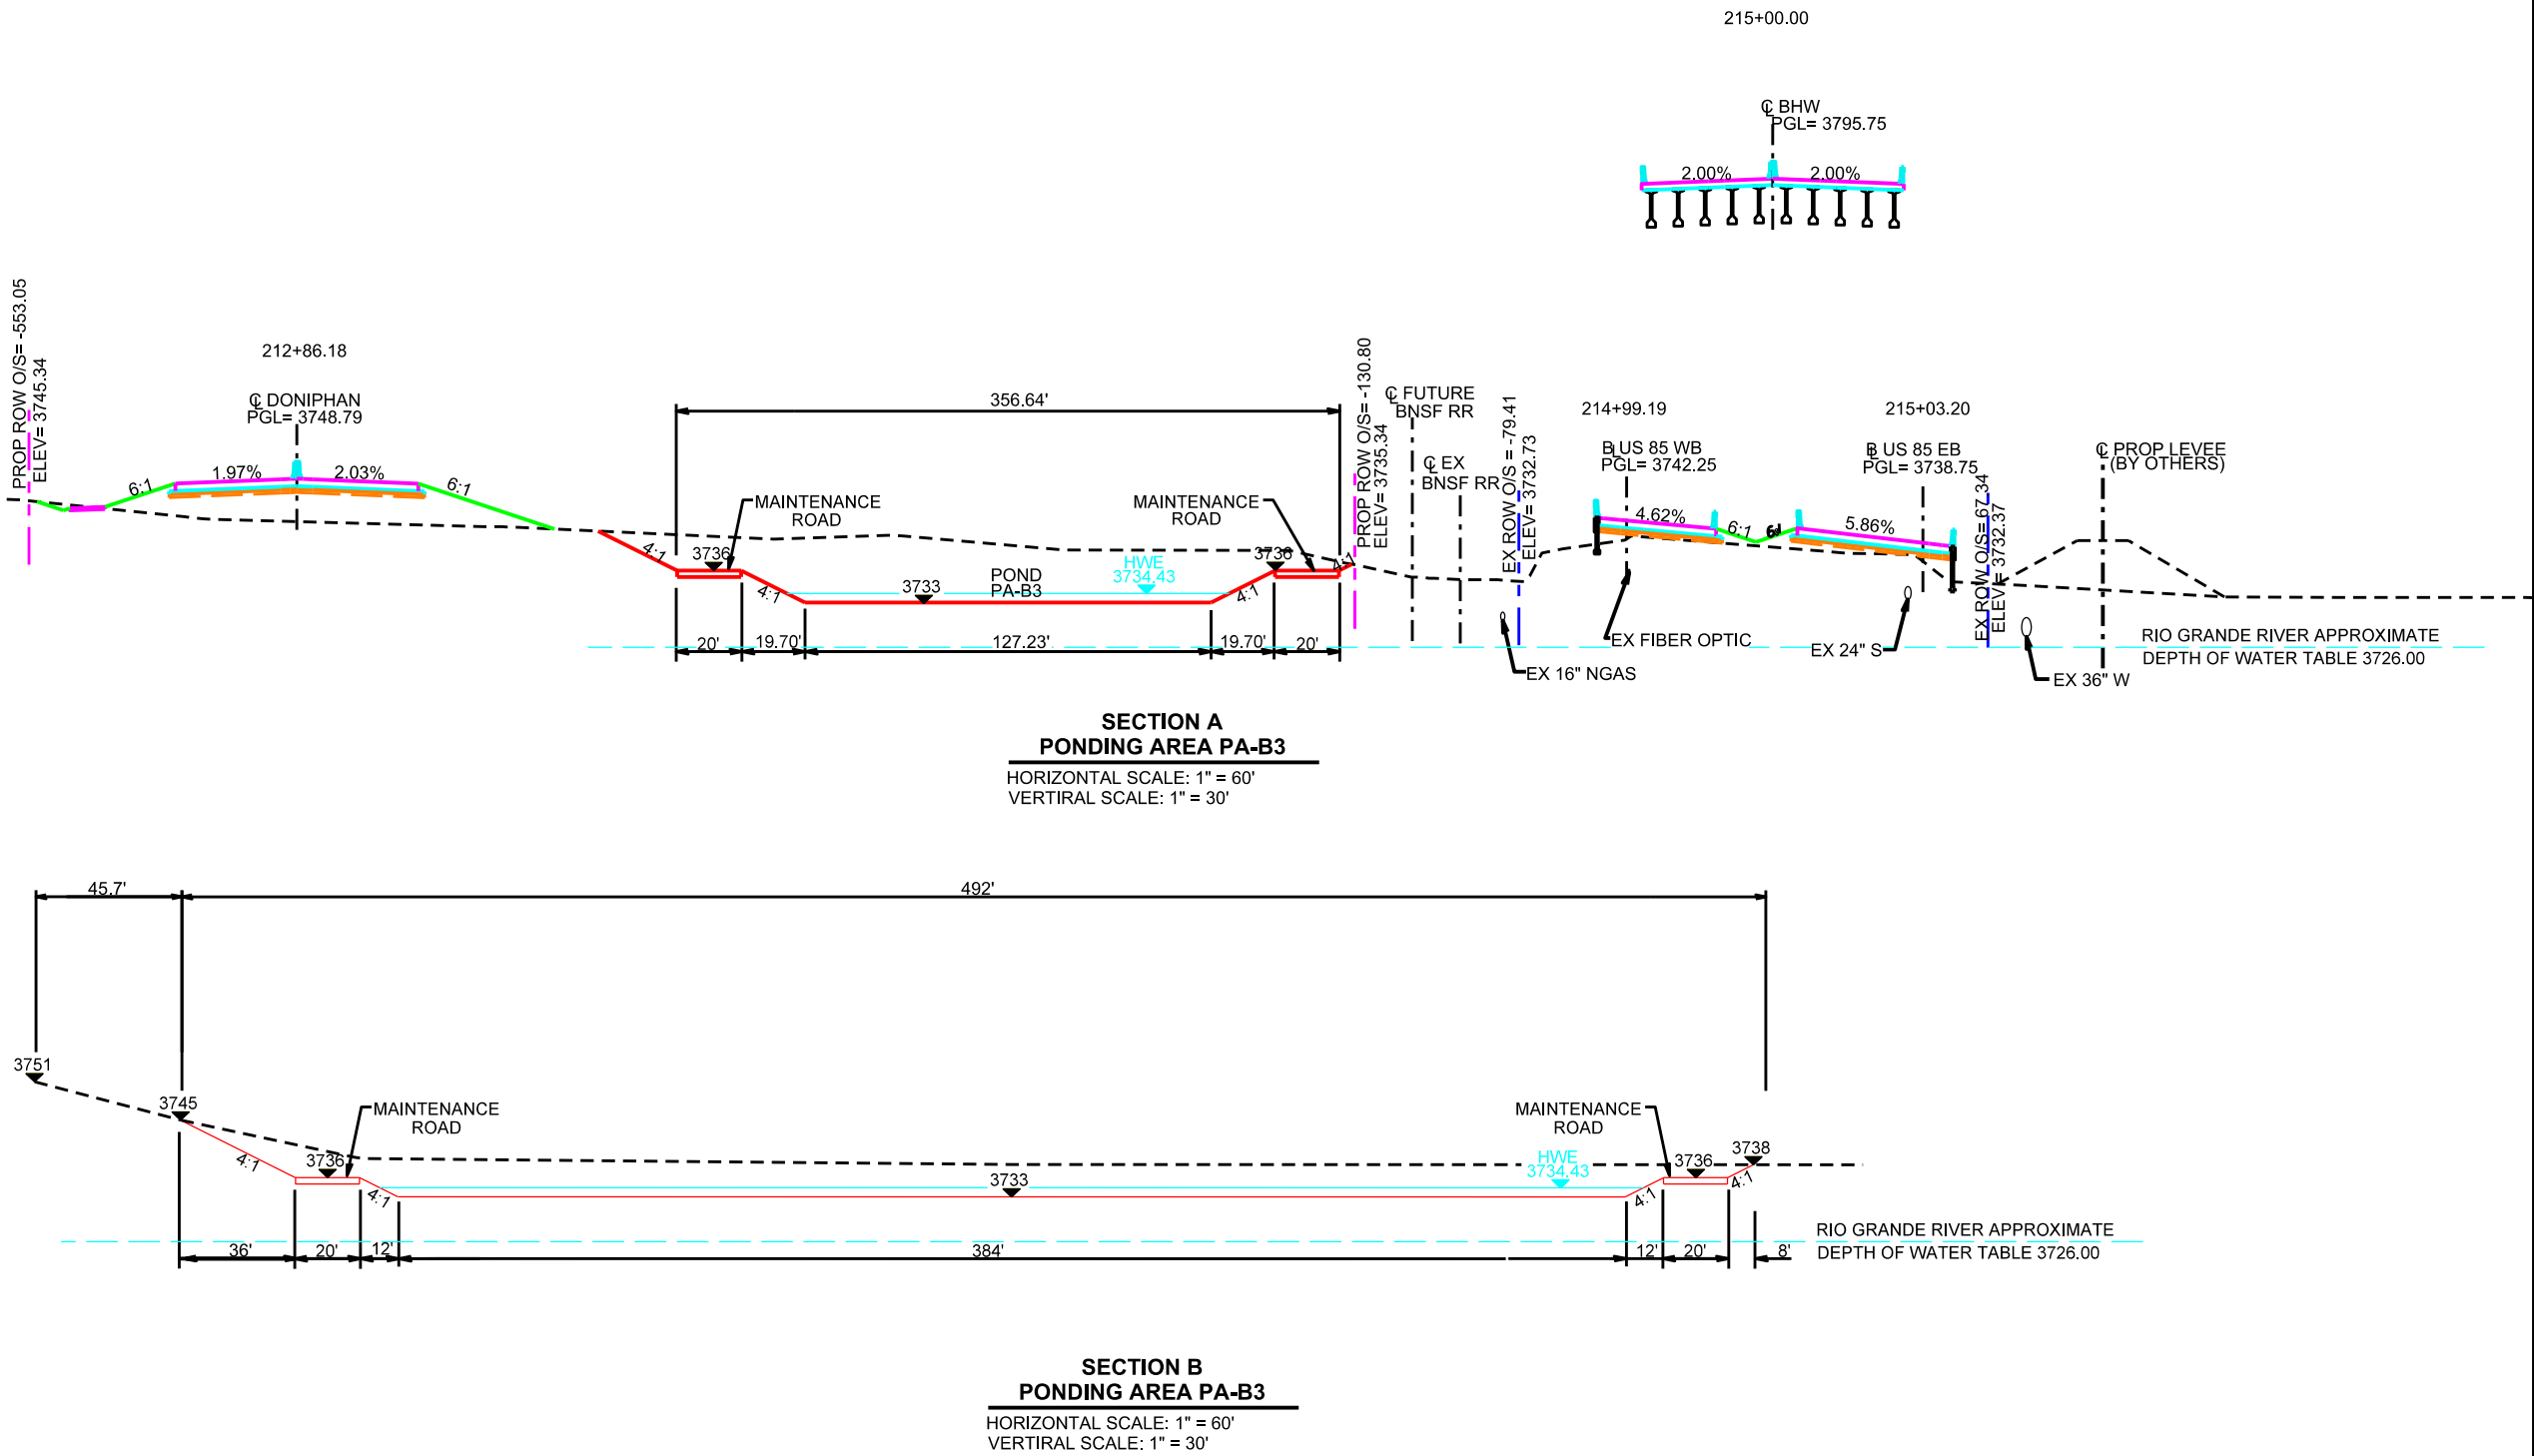 215+00.00
℄ BHW
PGL= 3795.75
2.00%
2.00%
PROP ROW O/S= -553.05
ELEV= 3745.34
212+86.18
℄ DONIPHAN
PGL= 3748.79
6:1
1.97%
2.03%
6:1
356.64'
MAINTENANCE
ROAD
MAINTENANCE
ROAD
4:1
3736
4:1
3733
POND
PA-B3
HWE
3734.43
4:1
3736
4:1
20'
19.70'
127.23'
19.70'
20'
PROP ROW O/S= -130.80
ELEV= 3735.34
℄ FUTURE
BNSF RR
℄ EX
BNSF RR
EX ROW O/S = -79.41
ELEV= 3732.73
214+99.19
BL US 85 WB
PGL= 3742.25
4.62%
6:1
6:1
215+03.20
BL US 85 EB
PGL= 3738.75
5.86%
EX ROW O/S= 67.34
ELEV= 3732.37
℄ PROP LEVEE
(BY OTHERS)
EX FIBER OPTIC
EX 16" NGAS
EX 24" S
EX 36" W
RIO GRANDE RIVER APPROXIMATE
DEPTH OF WATER TABLE 3726.00
SECTION A
PONDING AREA PA-B3
HORIZONTAL SCALE: 1" = 60'
VERTIRAL SCALE: 1" = 30'
45.7'
492'
3751
3745
MAINTENANCE
ROAD
4:1
3736
4:1
3733
HWE
3734.43
MAINTENANCE
ROAD
4:1
3736
4:1
3738
36'
20'
12'
384'
12'
20'
8'
RIO GRANDE RIVER APPROXIMATE
DEPTH OF WATER TABLE 3726.00
SECTION B
PONDING AREA PA-B3
HORIZONTAL SCALE: 1" = 60'
VERTIRAL SCALE: 1" = 30'